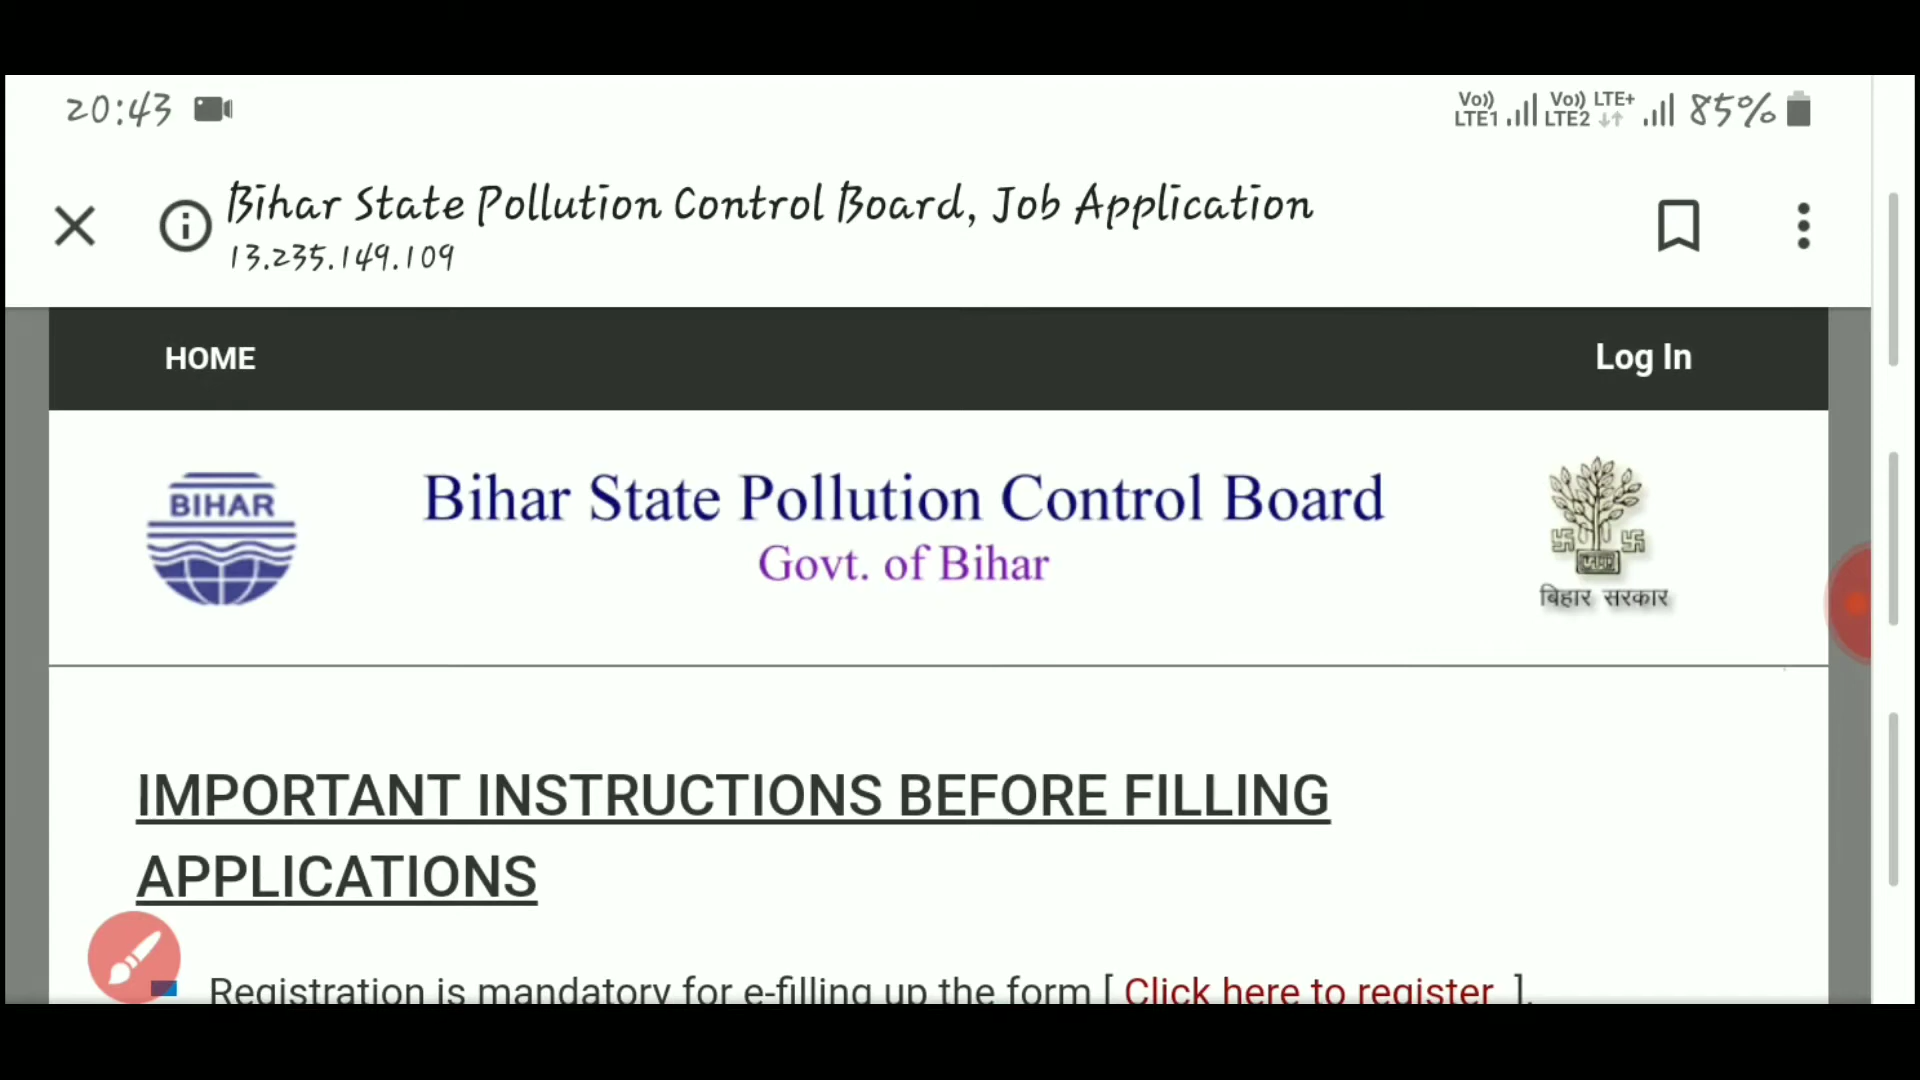 20:43
Vo)) LTE1 Vo)) LTE2 LTE+ 85%
Bihar State Pollution Control Board, Job Application
13.235.149.109
HOME
Log In
BIHAR
Bihar State Pollution Control Board
Govt. of Bihar
बिहार सरकार
IMPORTANT INSTRUCTIONS BEFORE FILLING
APPLICATIONS
Registration is mandatory for e-filling up the form [ Click here to register ].